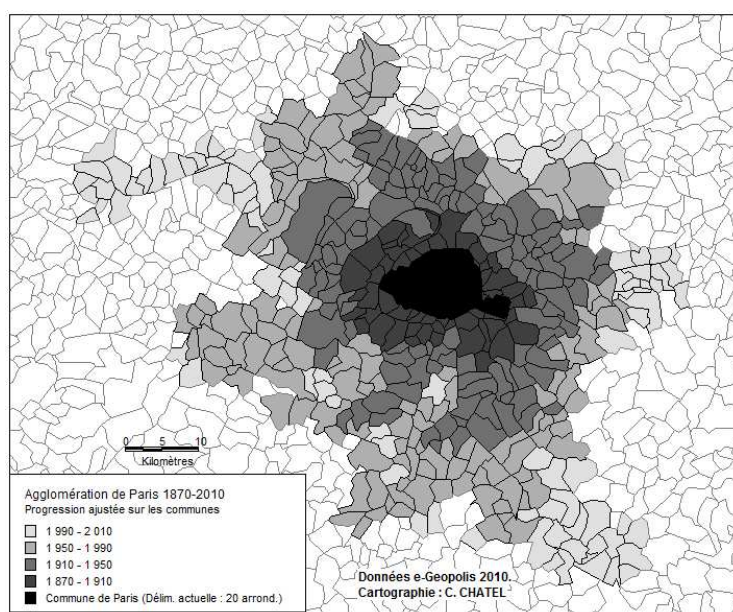 0 5 10
Kilomètres
Agglomération de Paris 1870-2010
Progression ajustée sur les communes
1 990 - 2 010
1 950 - 1 990
1 910 - 1 950
1 870 - 1 910
Commune de Paris (Délim. actuelle : 20 arrond.)
Données e-Geopolis 2010.
Cartographie : C. CHATEL